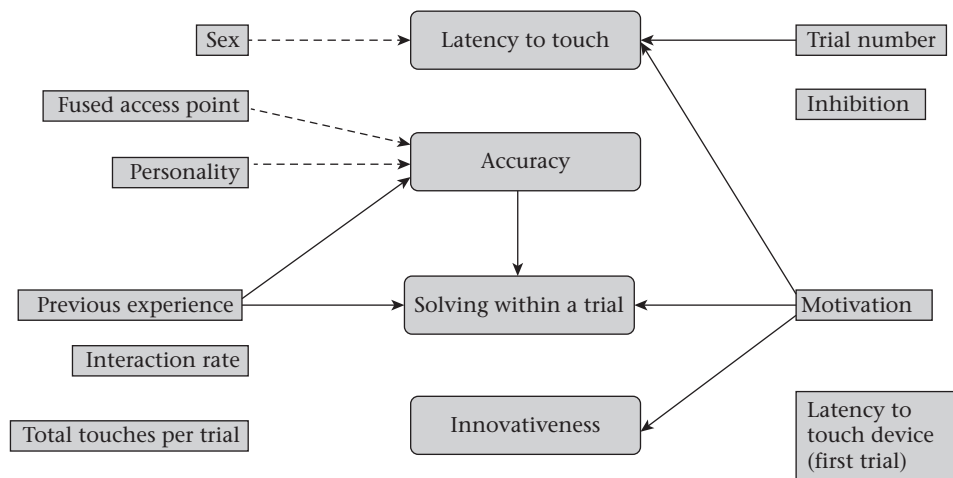 Sex
Latency to touch
Trial number
Fused access point
Inhibition
Personality
Accuracy
Previous experience
Solving within a trial
Motivation
Interaction rate
Total touches per trial
Innovativeness
Latency to
touch device
(first trial)